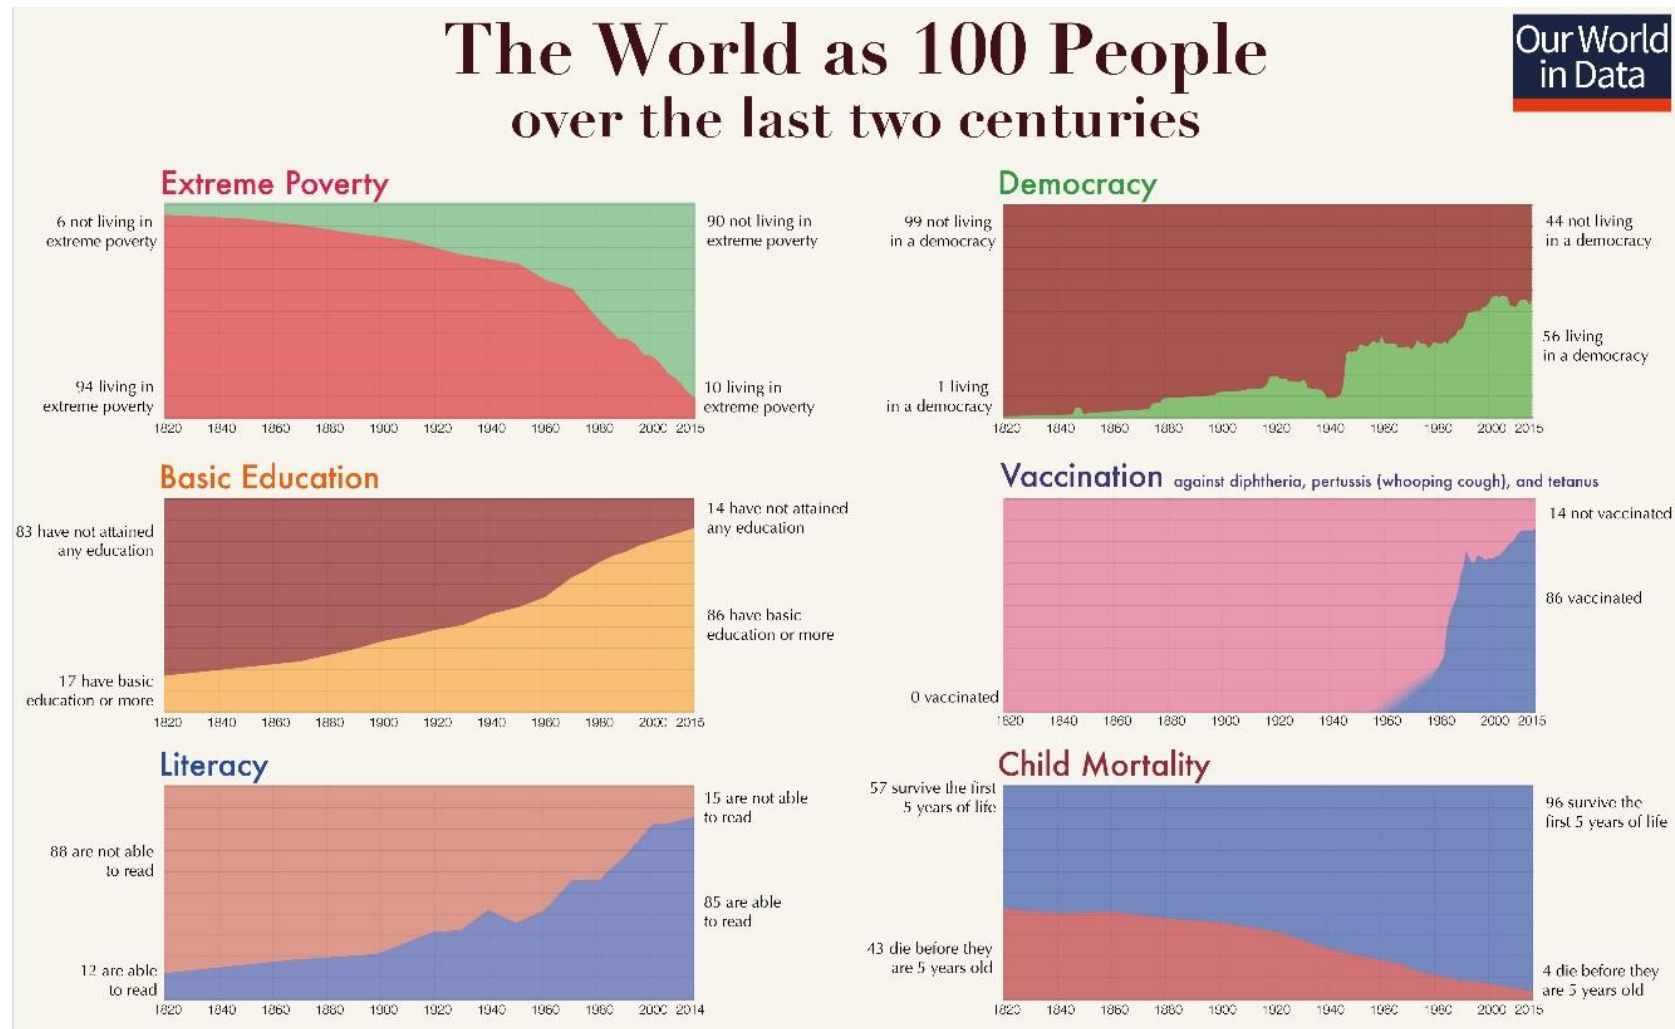 The World as 100 People
over the last two centuries
Our World
in Data
Extreme Poverty
6 not living in
extreme poverty
94 living in
extreme poverty
90 not living in
extreme poverty
10 living in
extreme poverty
1820 1840 1860 1880 1900 1920 1940 1960 1980 2000 2015
Democracy
99 not living
in a democracy
1 living
in a democracy
44 not living
in a democracy
56 living
in a democracy
1820 1840 1860 1880 1900 1920 1940 1960 1980 2000 2015
Basic Education
83 have not attained
any education
17 have basic
education or more
14 have not attained
any education
86 have basic
education or more
1820 1840 1860 1880 1900 1920 1940 1960 1980 2000 2015
Vaccination against diphtheria, pertussis (whooping cough), and tetanus
0 vaccinated
14 not vaccinated
86 vaccinated
1820 1840 1860 1880 1900 1920 1940 1960 1980 2000 2015
Literacy
88 are not able
to read
12 are able
to read
15 are not able
to read
85 are able
to read
1820 1840 1860 1880 1900 1920 1940 1960 1980 2000 2014
Child Mortality
57 survive the first
5 years of life
43 die before they
are 5 years old
96 survive the
first 5 years of life
4 die before they
are 5 years old
1820 1840 1860 1880 1900 1920 1940 1960 1980 2000 2015